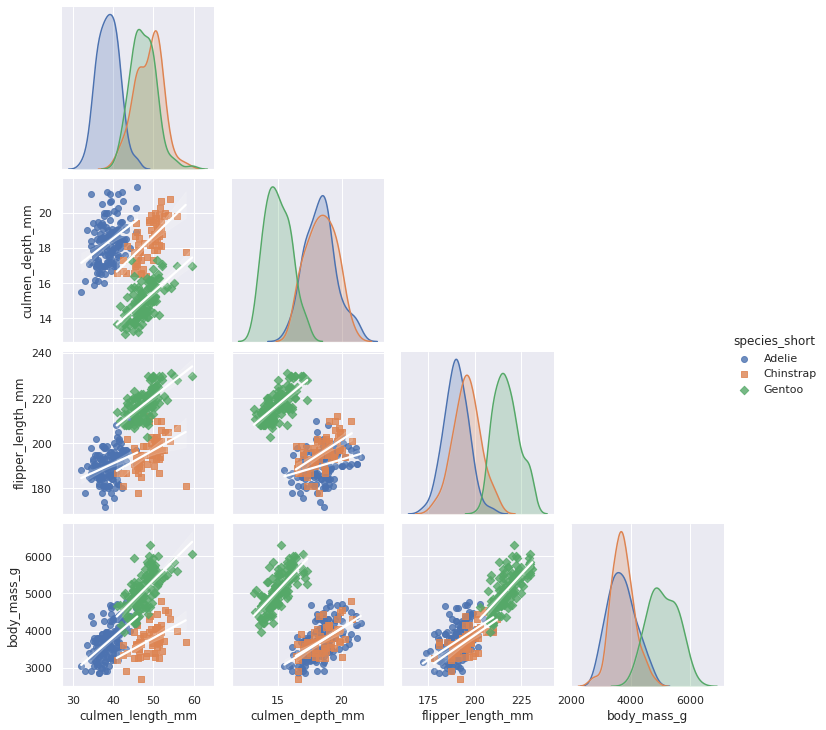 culmen_depth_mm
20
18
16
14
240
flipper_length_mm
220
200
180
species_short
Adelie
Chinstrap
Gentoo
body_mass_g
6000
5000
4000
3000
30 40 50 60
culmen_length_mm
15 20
culmen_depth_mm
175 200 225
flipper_length_mm
2000 4000 6000
body_mass_g